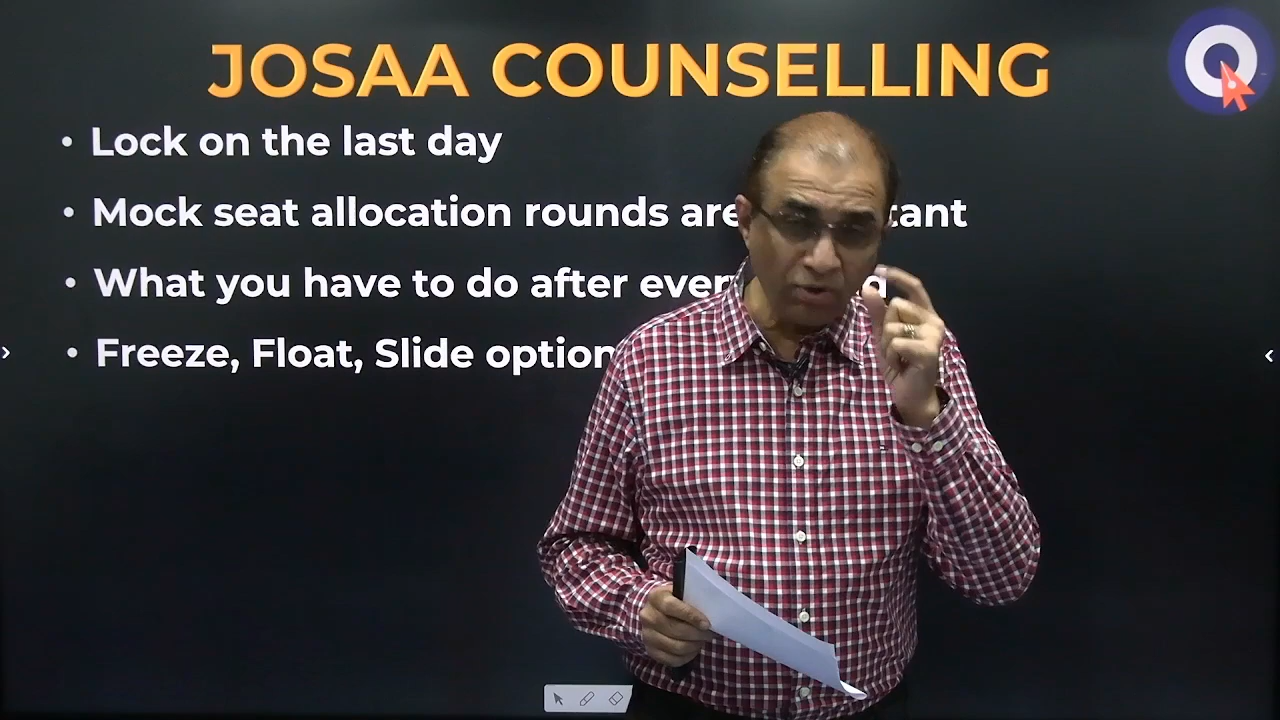 JOSAA COUNSELLING
• Lock on the last day
• Mock seat allocation rounds are
• What you have to do after
• Freeze, Float, Slide option